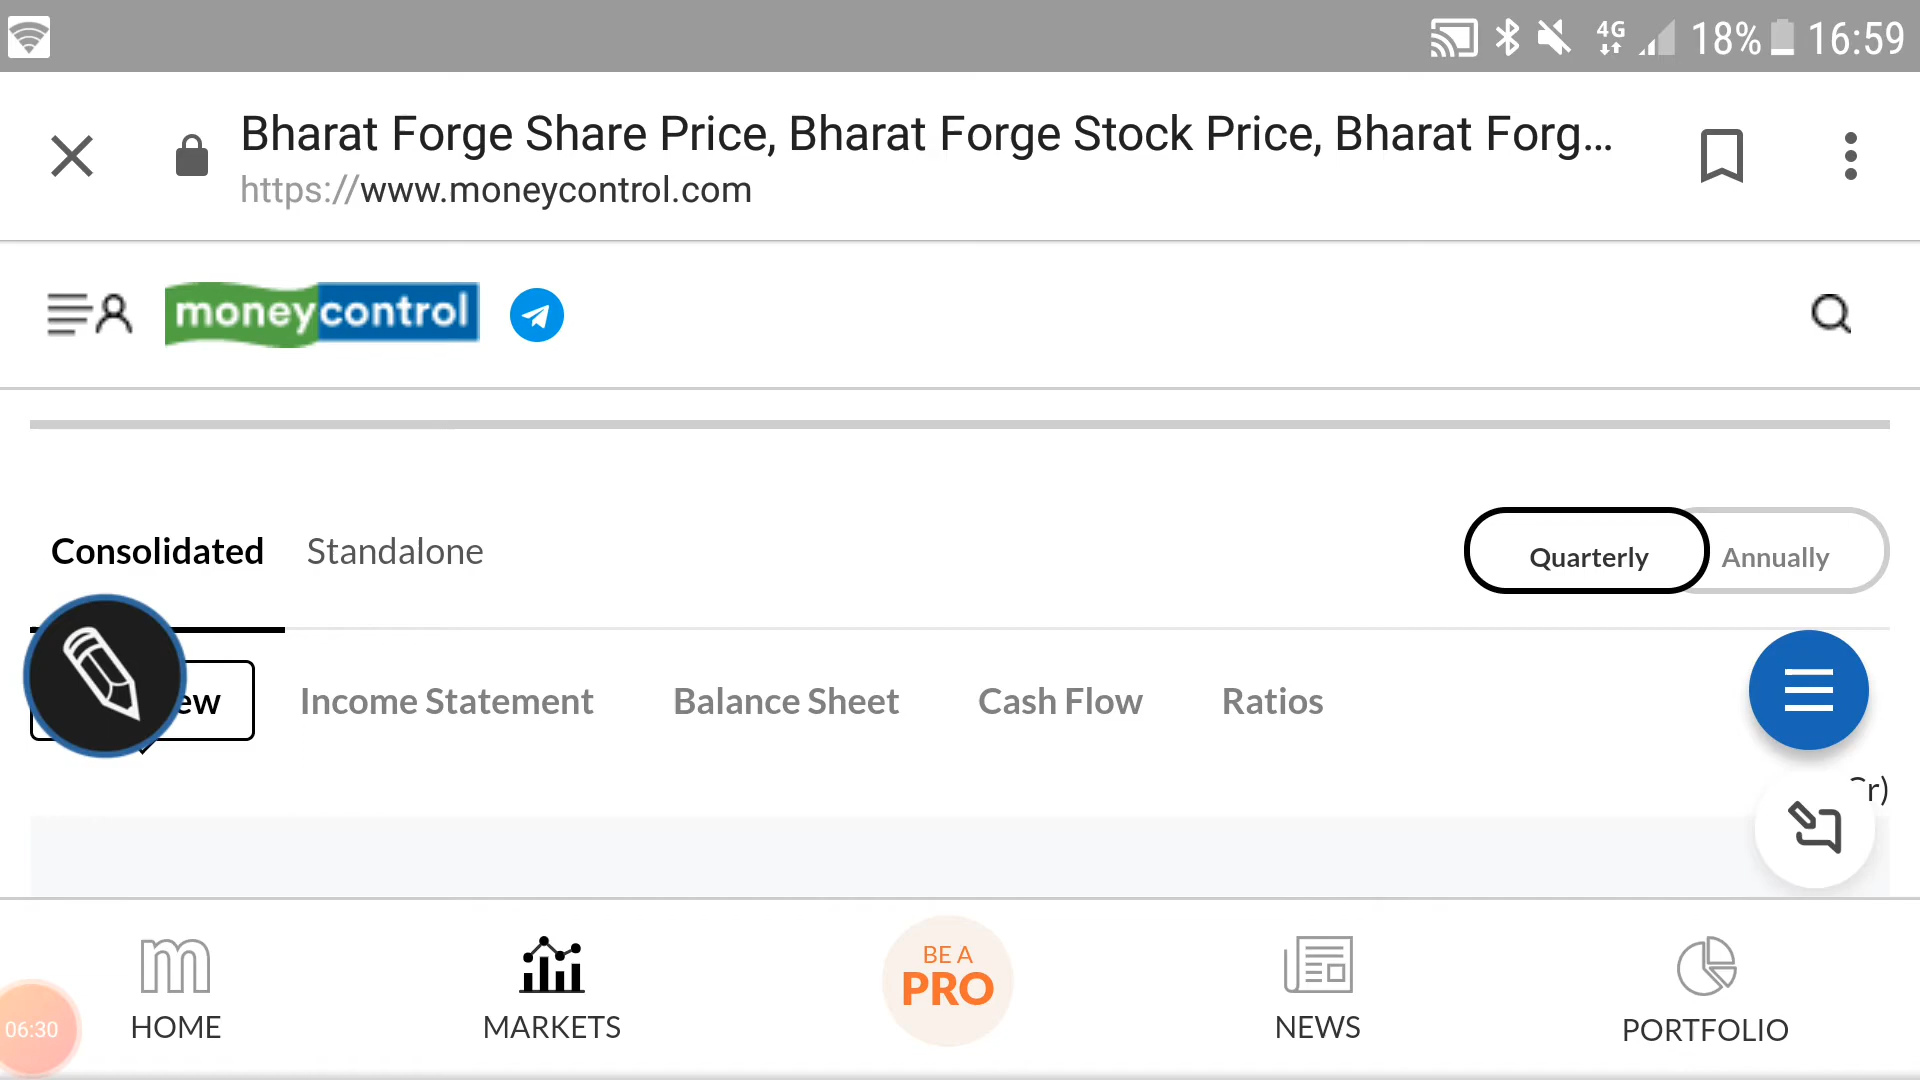 4G 18% 16:59
Bharat Forge Share Price, Bharat Forge Stock Price, Bharat Forg...
https://www.moneycontrol.com
moneycontrol
Consolidated Standalone Quarterly Annually
ew Income Statement Balance Sheet Cash Flow Ratios
r)
BE A
PRO
HOME MARKETS NEWS PORTFOLIO
06:30